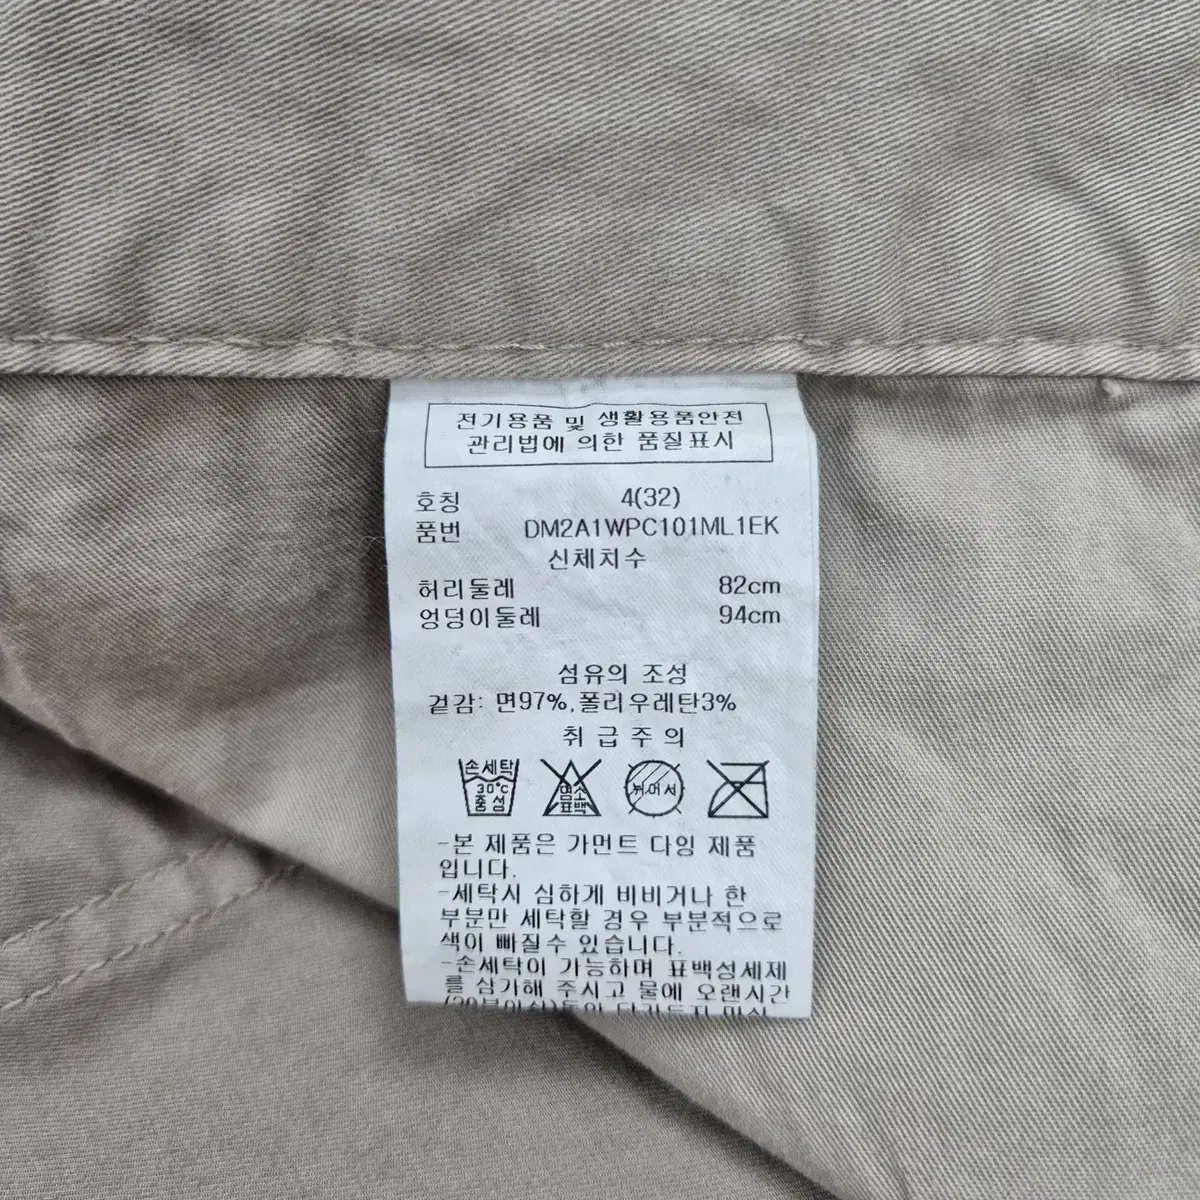 전기용품 및 생활용품안전
관리법에 의한 품질표시
호칭 4(32)
품번 DM2A1WPC101ML1EK
신체치수
허리둘레 82cm
엉덩이둘레 94cm
섬유의 조성
겉감: 면97%,폴리우레탄3%
취급주의
손세탁 30℃ 중성
염소 표백
뉘어서
-본 제품은 가먼트 다잉 제품
입니다.
-세탁시 심하게 비비거나 한
부분만 세탁할 경우 부분적으로
색이 빠질수 있습니다.
-손세탁이 가능하며 표백성세제
를 삼가해 주시고 물에 오랜시간